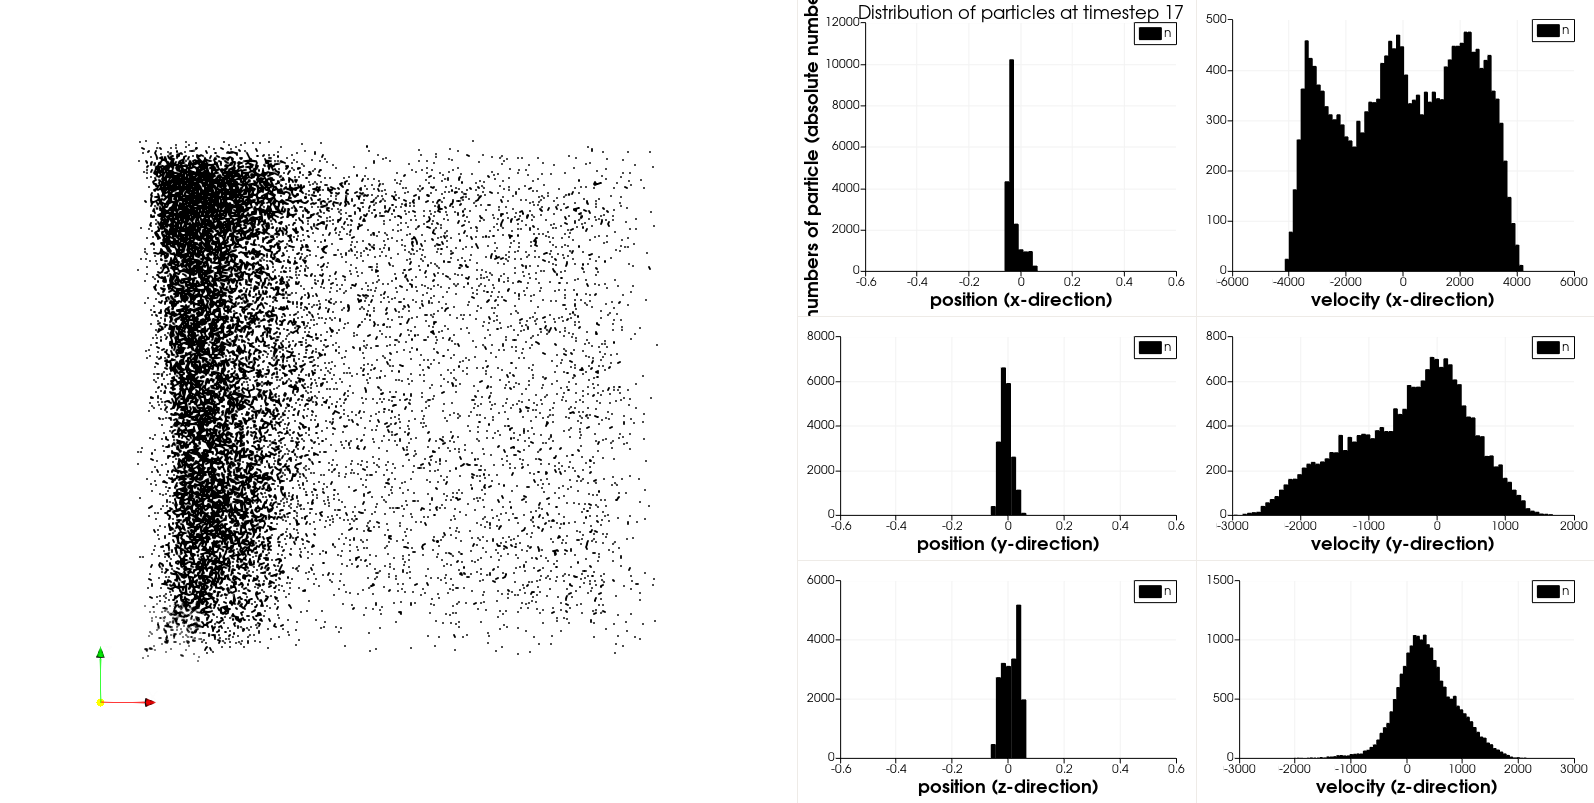 Distribution of particles at timestep 17
numbers of particle (absolute numbe
12000
10000
8000
6000
4000
2000
0
n
-0.6 -0.4 -0.2 0 0.2 0.4 0.6
position (x-direction)
500
400
300
200
100
0
n
-6000 -4000 -2000 0 2000 4000 6000
velocity (x-direction)
8000
6000
4000
2000
0
n
-0.6 -0.4 -0.2 0 0.2 0.4 0.6
position (y-direction)
800
600
400
200
0
n
-3000 -2000 -1000 0 1000 2000
velocity (y-direction)
6000
4000
2000
0
n
-0.6 -0.4 -0.2 0 0.2 0.4 0.6
position (z-direction)
1500
1000
500
0
n
-3000 -2000 -1000 0 1000 2000 3000
velocity (z-direction)